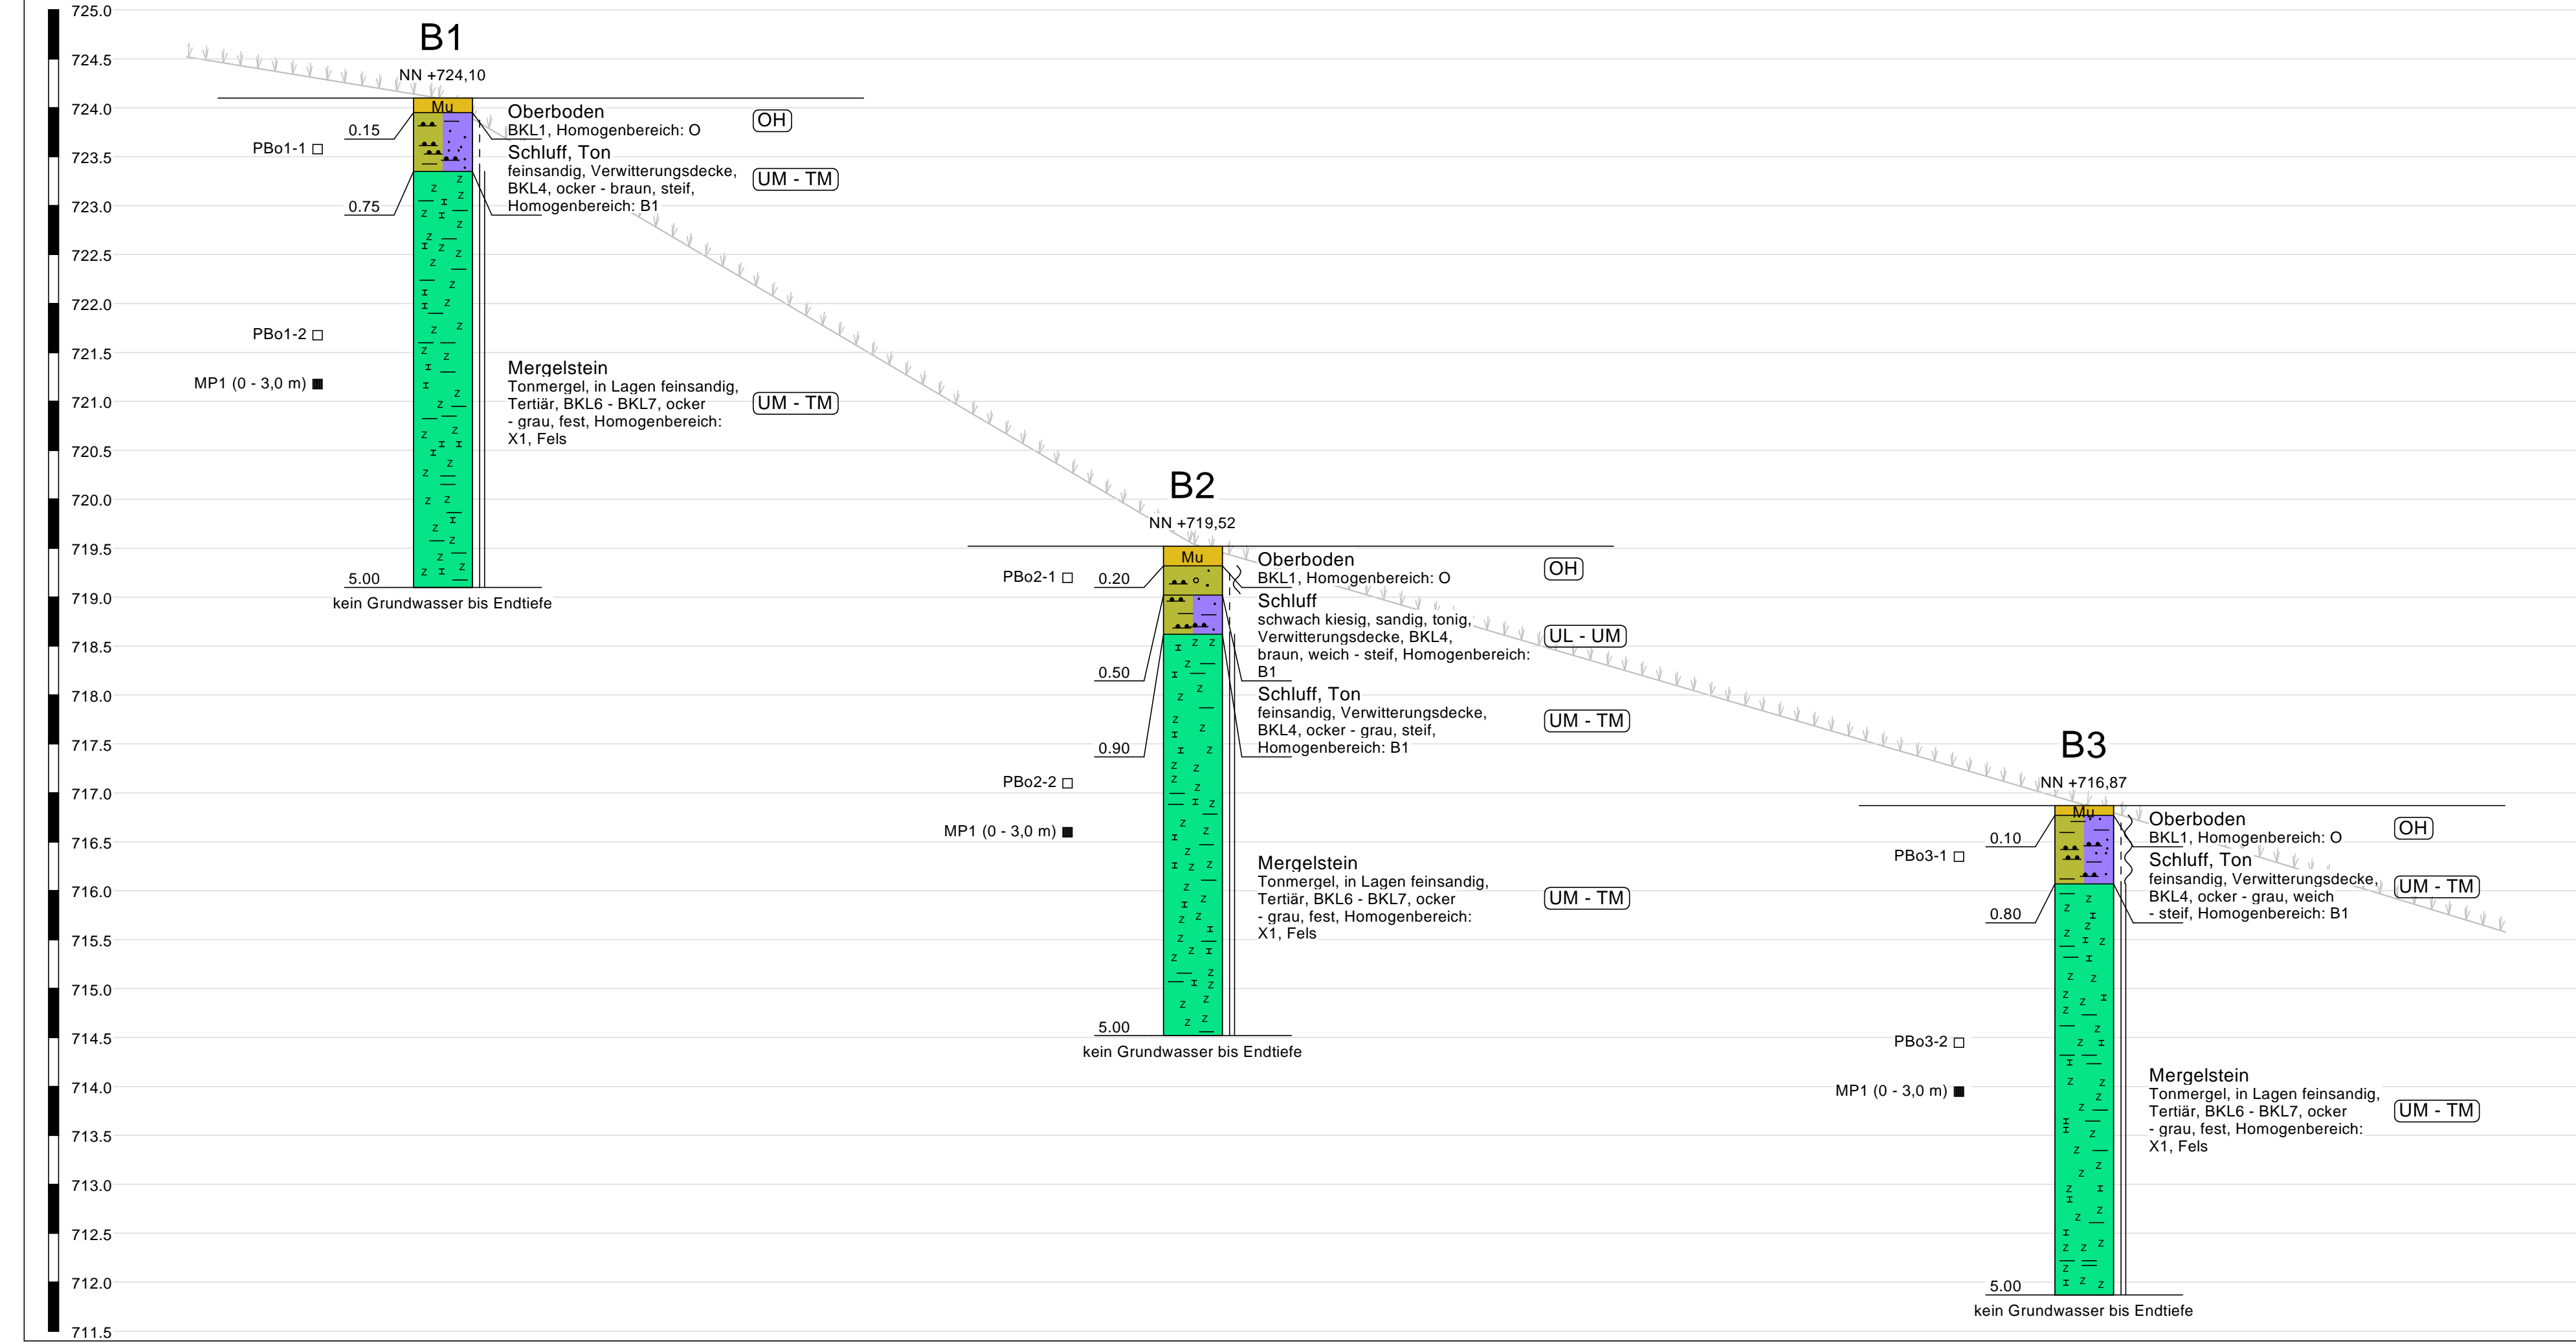 725.0
724.5
724.0
723.5
723.0
722.5
722.0
721.5
721.0
720.5
720.0
719.5
719.0
718.5
718.0
717.5
717.0
716.5
716.0
715.5
715.0
714.5
714.0
713.5
713.0
712.5
712.0
711.5
B1
NN +724,10
Mu
0.15
PBo1-1
0.75
PBo1-2
MP1 (0 - 3,0 m)
5.00
kein Grundwasser bis Endtiefe
Oberboden
BKL1, Homogenbereich: O
OH
Schluff, Ton
feinsandig, Verwitterungsdecke,
BKL4, ocker - braun, steif,
Homogenbereich: B1
UM - TM
Mergelstein
Tonmergel, in Lagen feinsandig,
Tertiär, BKL6 - BKL7, ocker
- grau, fest, Homogenbereich:
X1, Fels
UM - TM
B2
NN +719,52
Mu
PBo2-1
0.20
0.50
0.90
PBo2-2
MP1 (0 - 3,0 m)
5.00
kein Grundwasser bis Endtiefe
Oberboden
BKL1, Homogenbereich: O
OH
Schluff
schwach kiesig, sandig, tonig,
Verwitterungsdecke, BKL4,
braun, weich - steif, Homogenbereich:
B1
UL - UM
Schluff, Ton
feinsandig, Verwitterungsdecke,
BKL4, ocker - grau, steif,
Homogenbereich: B1
UM - TM
Mergelstein
Tonmergel, in Lagen feinsandig,
Tertiär, BKL6 - BKL7, ocker
- grau, fest, Homogenbereich:
X1, Fels
UM - TM
B3
NN +716,87
Mu
0.10
PBo3-1
0.80
PBo3-2
MP1 (0 - 3,0 m)
5.00
kein Grundwasser bis Endtiefe
Oberboden
BKL1, Homogenbereich: O
OH
Schluff, Ton
feinsandig, Verwitterungsdecke,
BKL4, ocker - grau, weich
- steif, Homogenbereich: B1
UM - TM
Mergelstein
Tonmergel, in Lagen feinsandig,
Tertiär, BKL6 - BKL7, ocker
- grau, fest, Homogenbereich:
X1, Fels
UM - TM